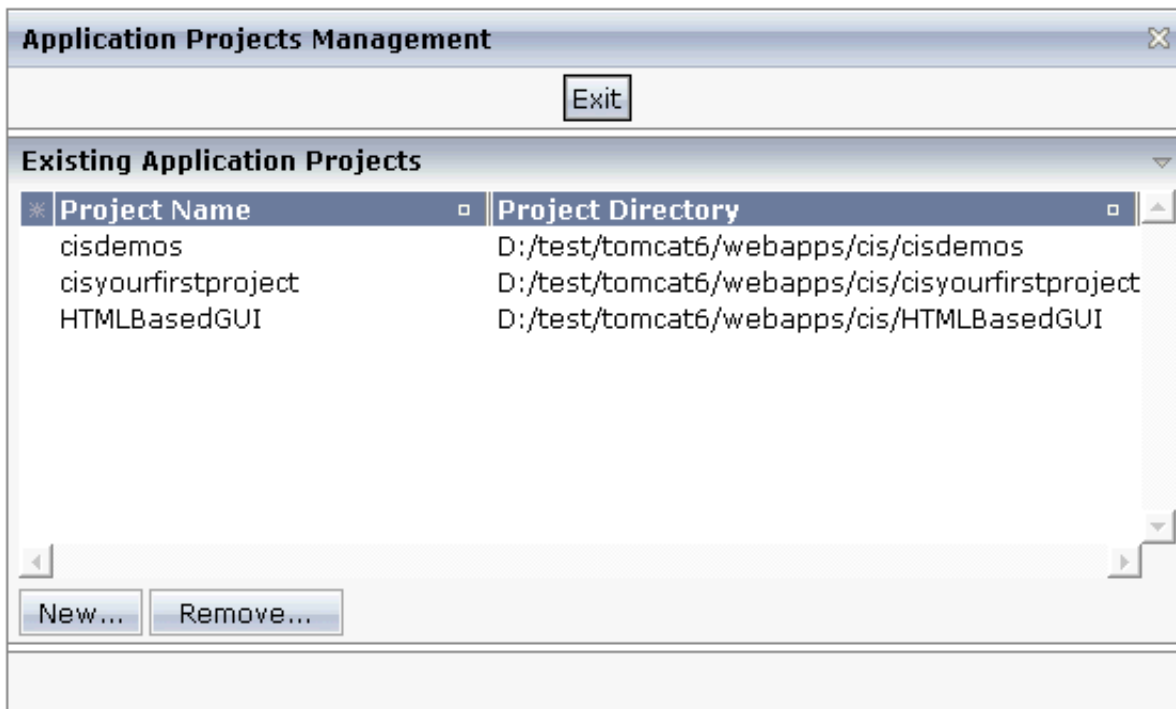 Application Projects Management
Exit
Existing Application Projects
Project Name Project Directory
cisdemos D:/test/tomcat6/webapps/cis/cisdemos
cisyourfirstproject D:/test/tomcat6/webapps/cis/cisyourfirstproject
HTMLBasedGUI D:/test/tomcat6/webapps/cis/HTMLBasedGUI
New... Remove...